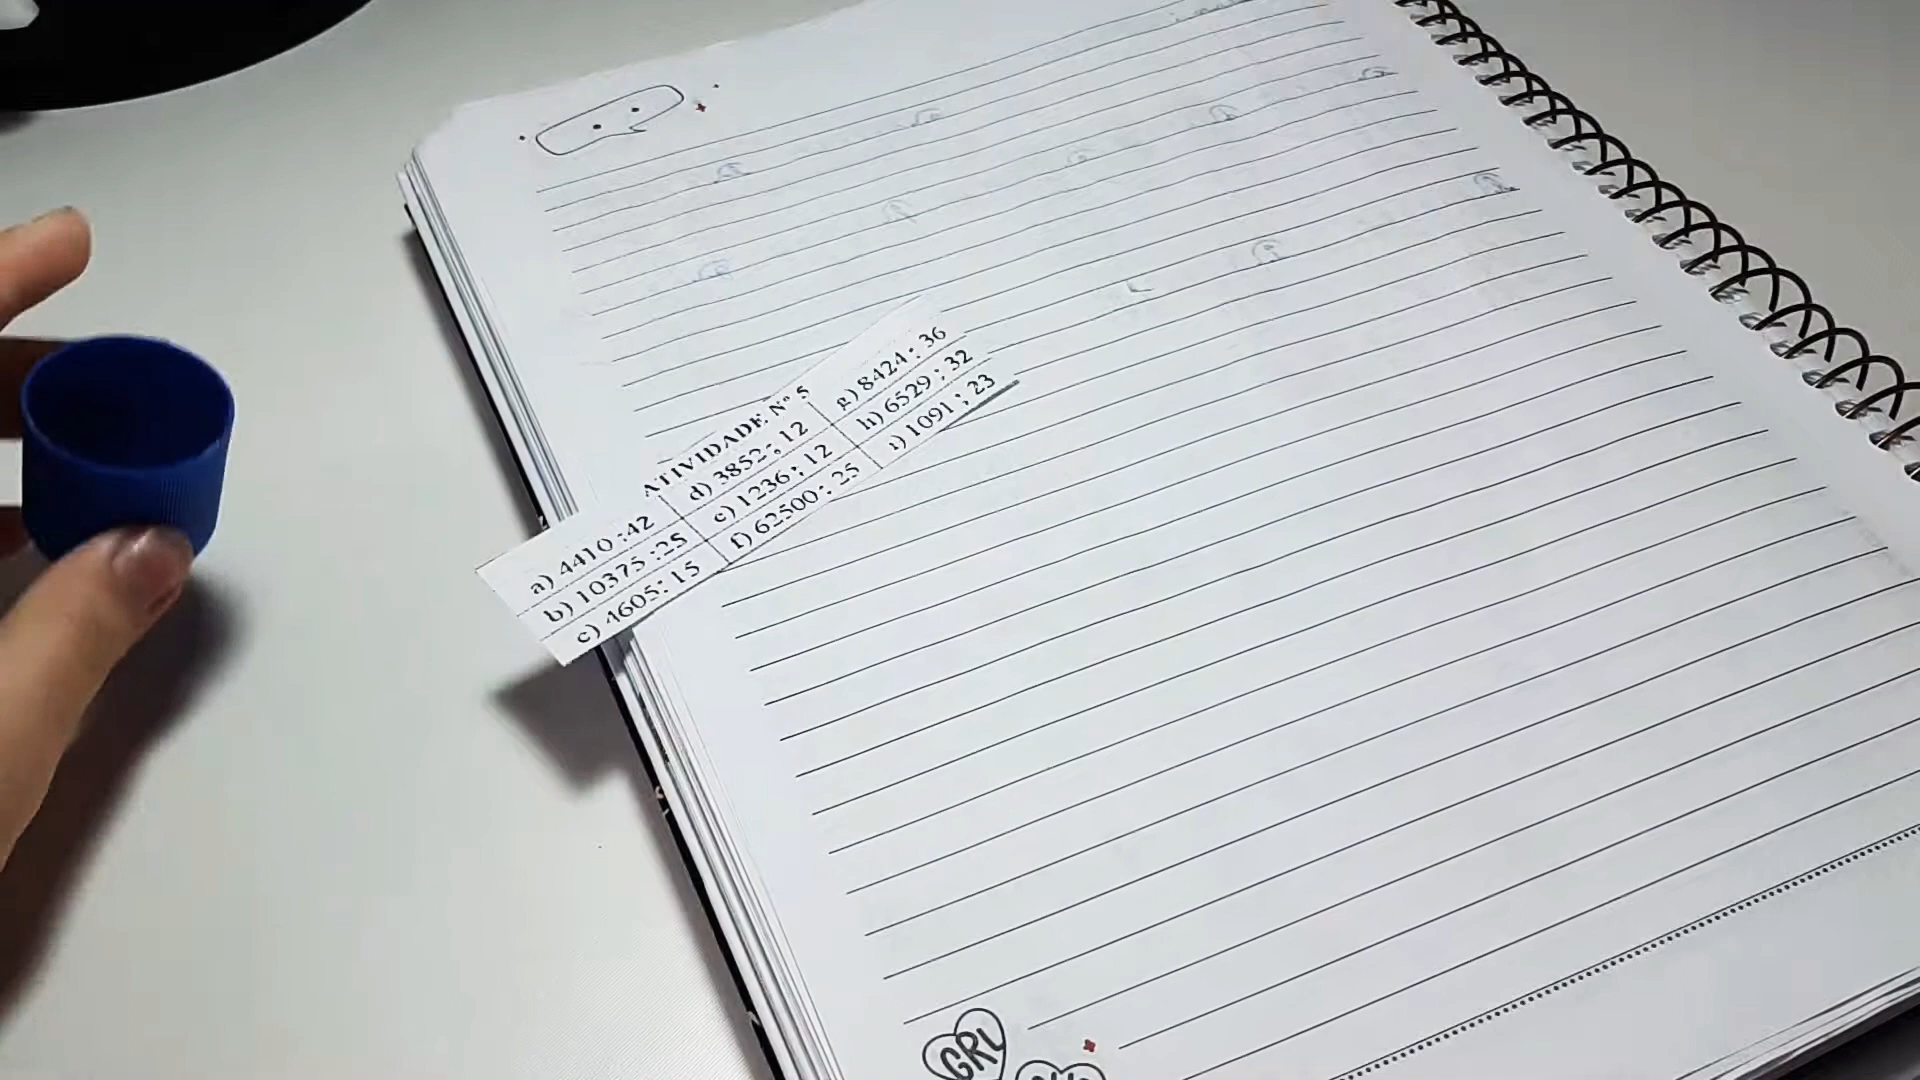 ATIVIDADE Nº 5
a) 4410 :42
d) 3852 : 12
g) 8424 : 36
b) 10375 :25
e) 1236 : 12
h) 6529 : 32
c) 4605: 15
f) 62500 : 25
i) 1091 : 23
GRL